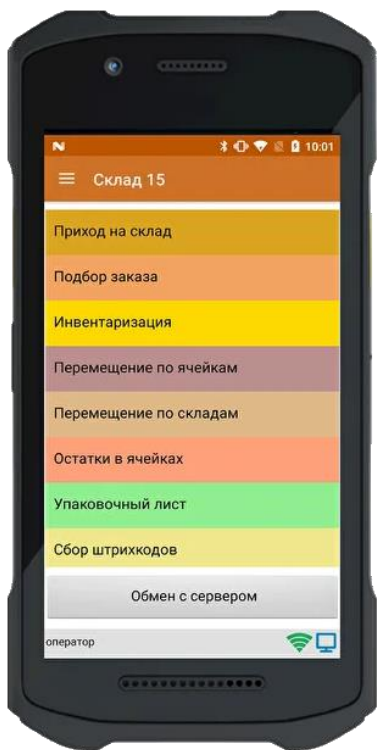 10:01
Склад 15
Приход на склад
Подбор заказа
Инвентаризация
Перемещение по ячейкам
Перемещение по складам
Остатки в ячейках
Упаковочный лист
Сбор штрихкодов
Обмен с сервером
оператор